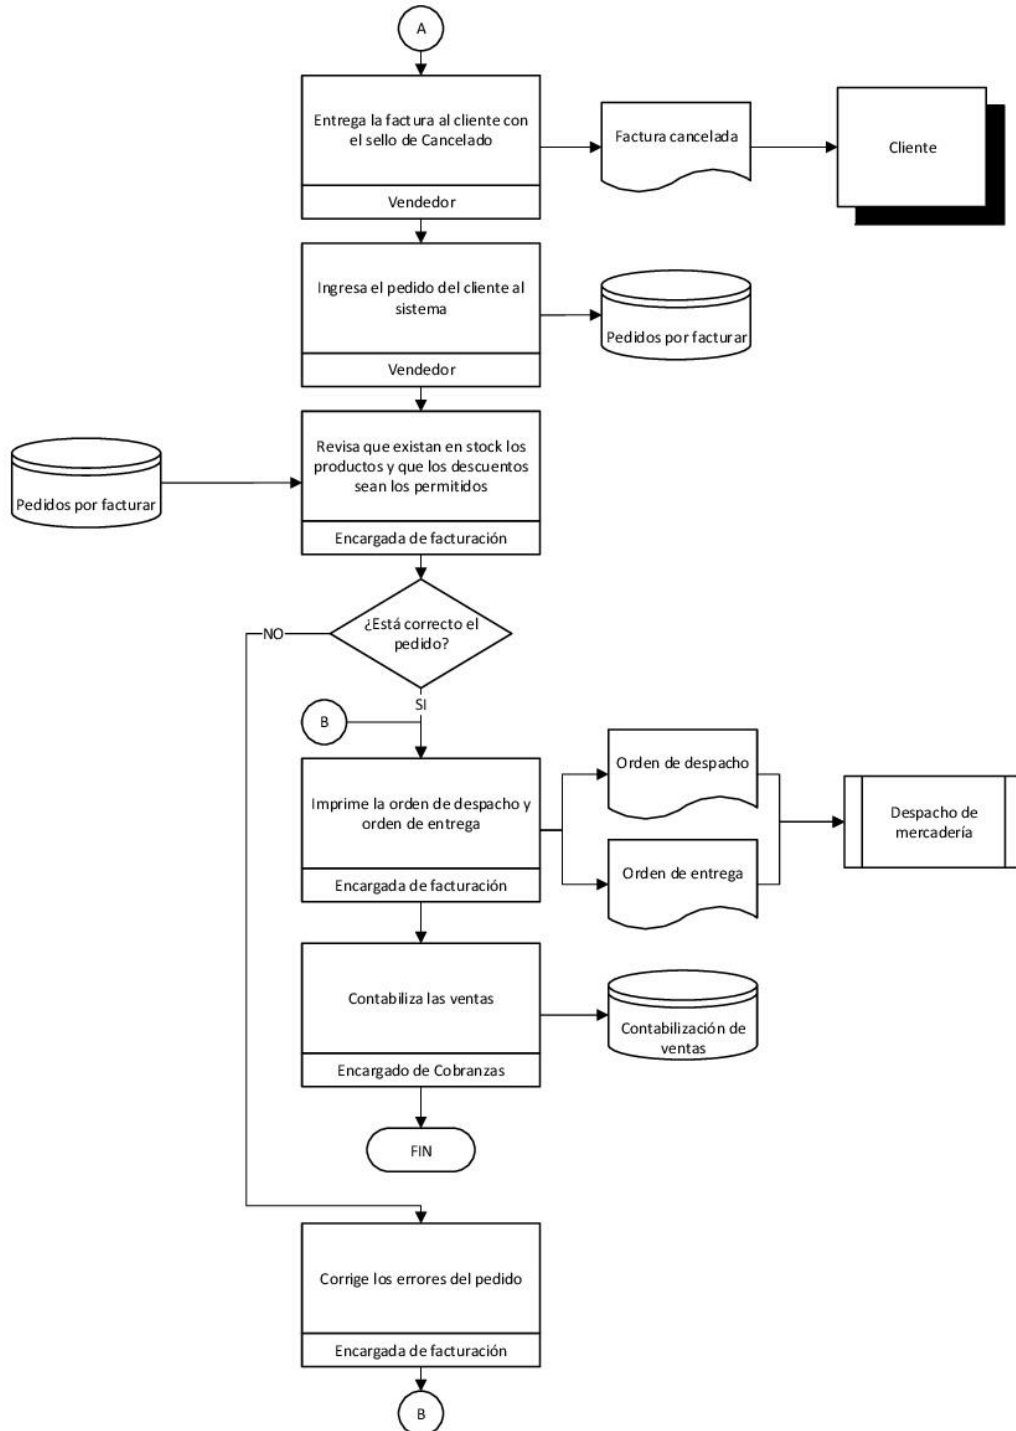 A
Entrega la factura al cliente con
el sello de Cancelado
Vendedor
Factura cancelada
Cliente
Ingresa el pedido del cliente al
sistema
Vendedor
Pedidos por facturar
Pedidos por facturar
Revisa que existan en stock los
productos y que los descuentos
sean los permitidos
Encargada de facturación
¿Está correcto el
pedido?
NO
SI
B
Imprime la orden de despacho y
orden de entrega
Encargada de facturación
Orden de despacho
Orden de entrega
Despacho de
mercadería
Contabiliza las ventas
Encargado de Cobranzas
Contabilización de
ventas
FIN
Corrige los errores del pedido
Encargada de facturación
B